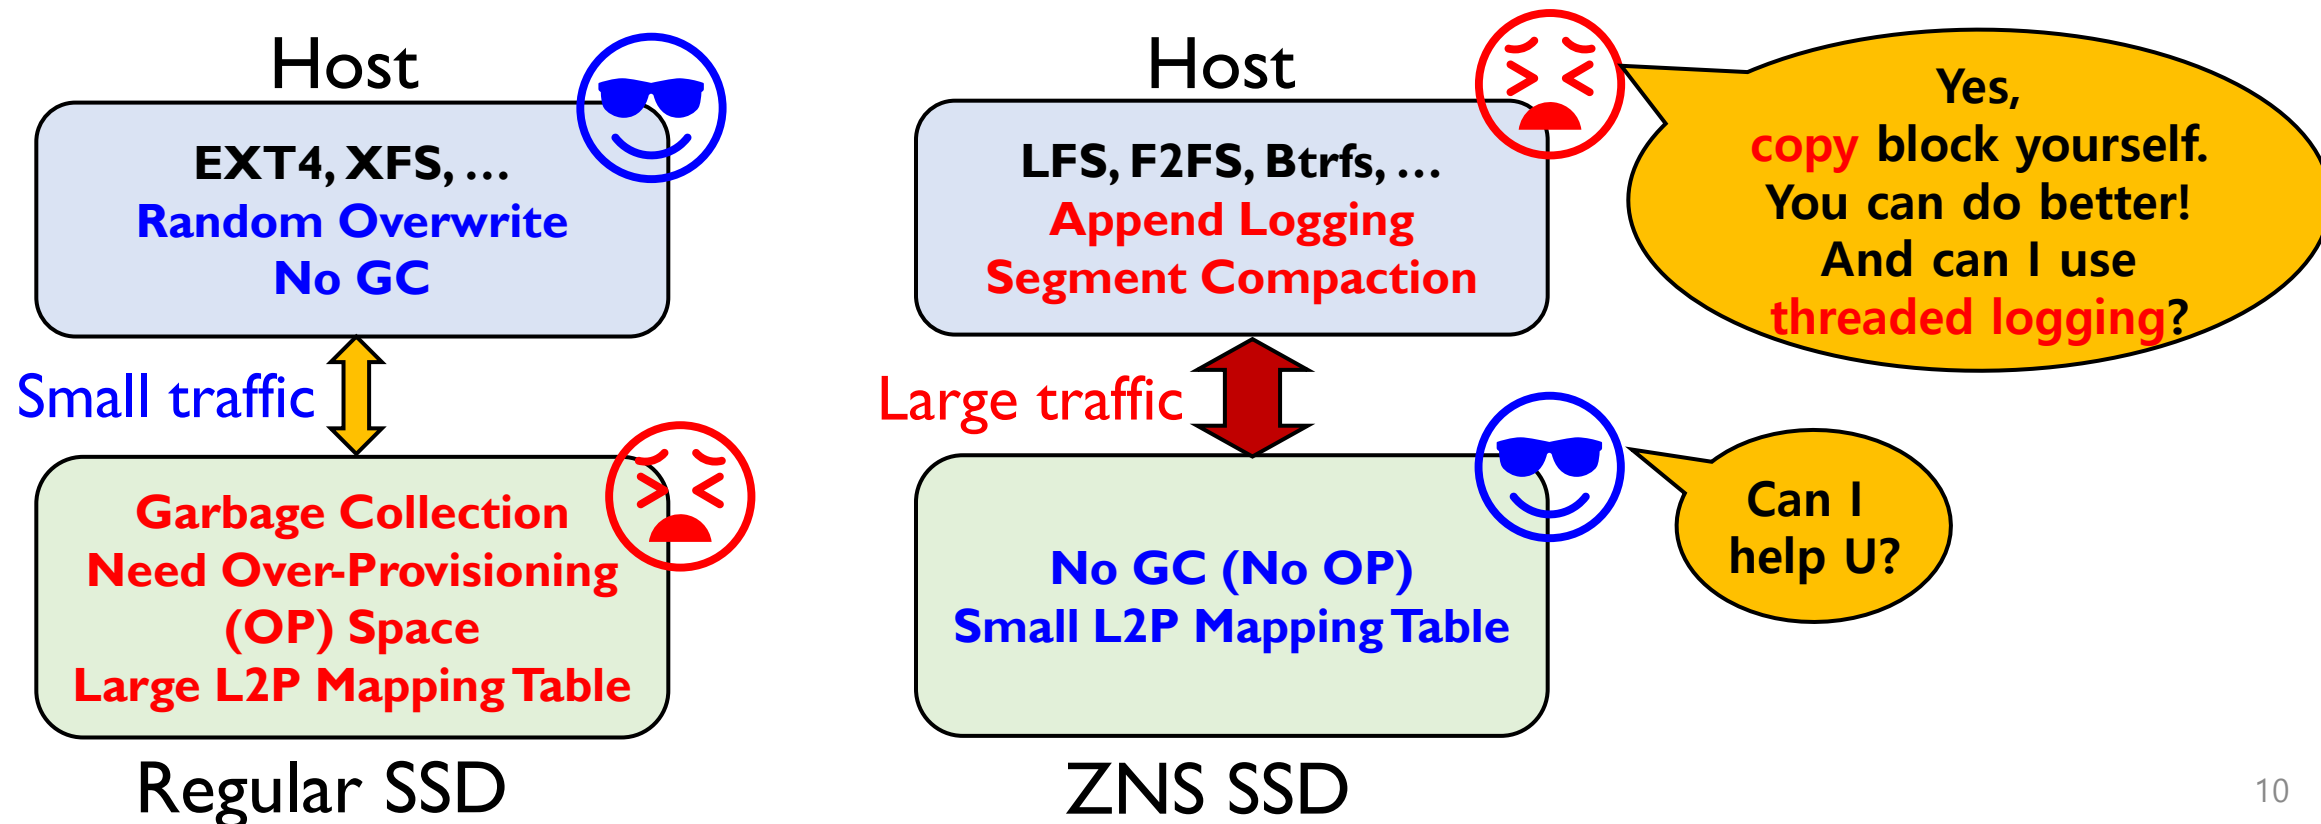 Host
EXT4, XFS, ...
Random Overwrite
No GC
Small traffic
Garbage Collection
Need Over-Provisioning
(OP) Space
Large L2P Mapping Table
Regular SSD
Host
LFS, F2FS, Btrfs, ...
Append Logging
Segment Compaction
Large traffic
No GC (No OP)
Small L2P Mapping Table
ZNS SSD
Yes,
copy block yourself.
You can do better!
And can I use
threaded logging?
Can I
help U?
10